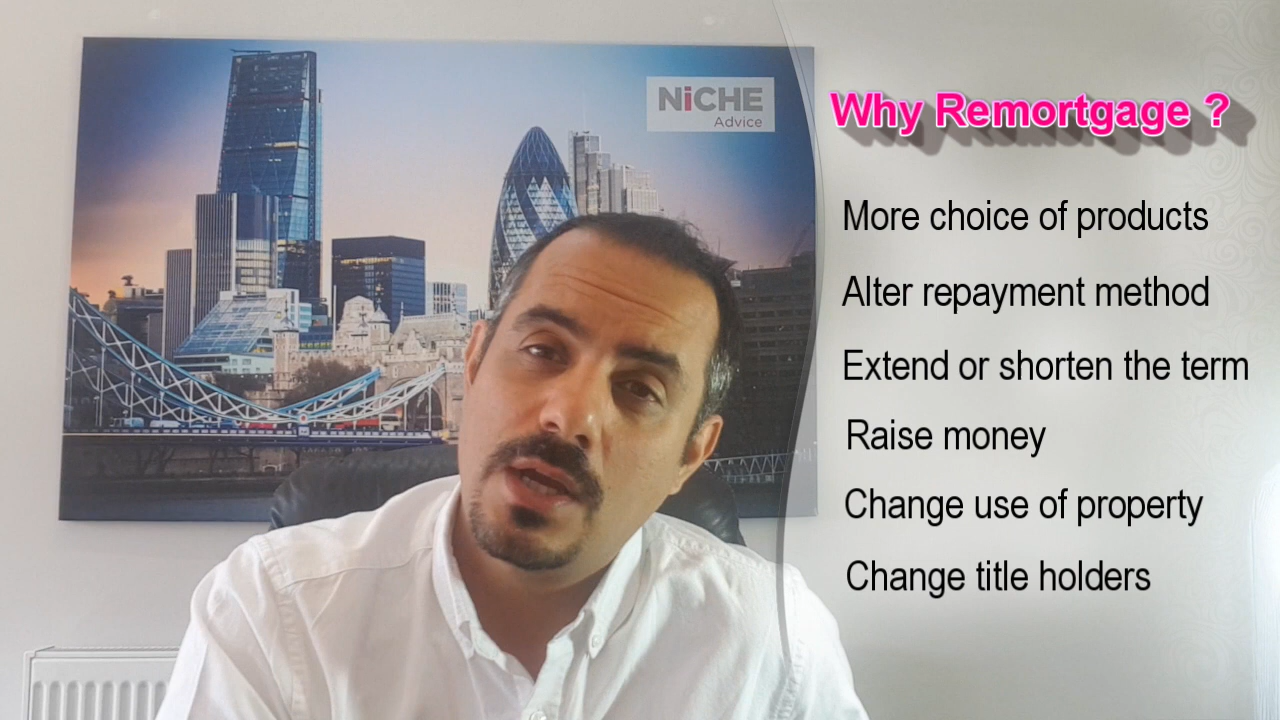 NiCHE
Advice
Why Remortgage ?
More choice of products
Alter repayment method
Extend or shorten the term
Raise money
Change use of property
Change title holders